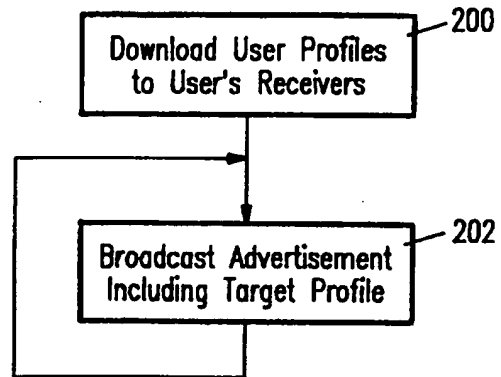 200
Download User Profiles
to User's Receivers
202
Broadcast Advertisement
Including Target Profile